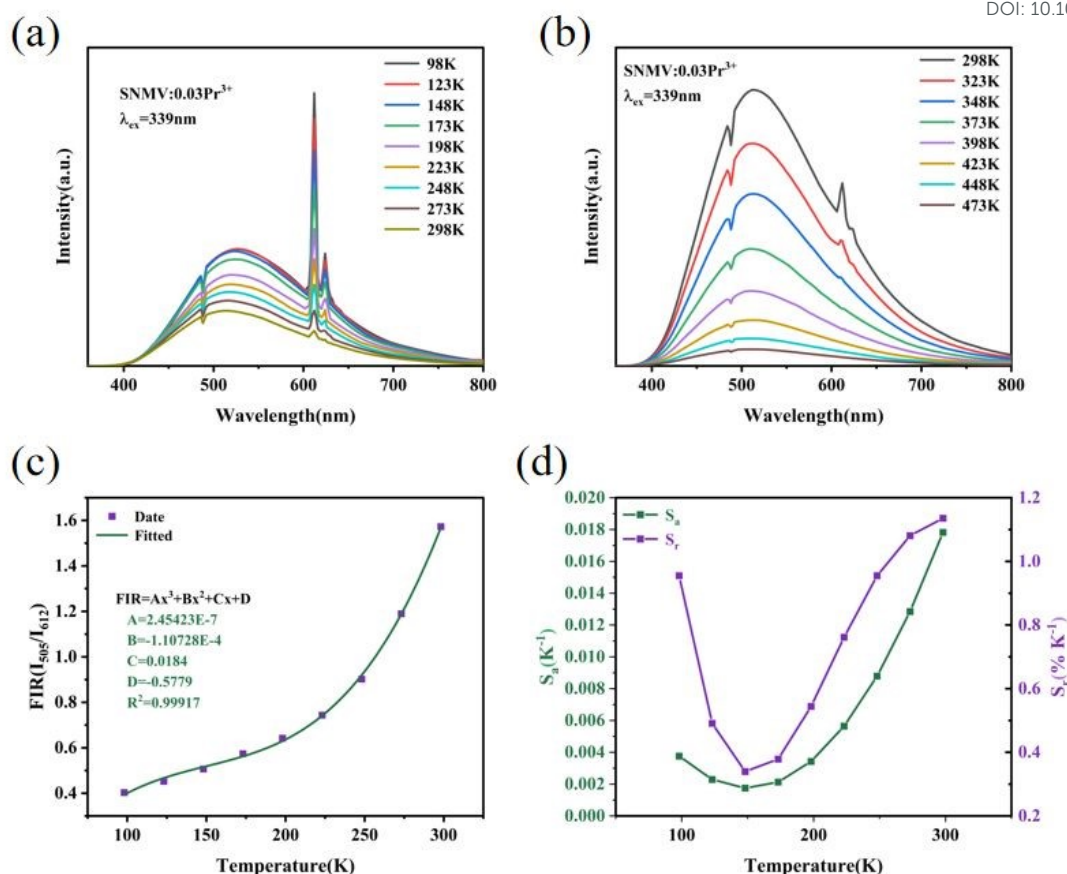 DOI: 10.10
(a)
SNMV:0.03Pr³⁺
λex=339nm
98K
123K
148K
173K
198K
223K
248K
273K
298K
Intensity(a.u.)
400 500 600 700 800
Wavelength(nm)
(b)
SNMV:0.03Pr³⁺
λex=339nm
298K
323K
348K
373K
398K
423K
448K
473K
Intensity(a.u.)
400 500 600 700 800
Wavelength(nm)
(c)
Date
Fitted
FIR=Ax³+Bx²+Cx+D
A=2.45423E-7
B=-1.10728E-4
C=0.0184
D=-0.5779
R²=0.99917
FIR(I505/I612)
1.6
1.4
1.2
1.0
0.8
0.6
0.4
100 150 200 250 300
Temperature(K)
(d)
Sa
Sr
Sa(K⁻¹)
0.020
0.018
0.016
0.014
0.012
0.010
0.008
0.006
0.004
0.002
0.000
Sr(% K⁻¹)
1.2
1.0
0.8
0.6
0.4
0.2
100 200 300
Temperature(K)